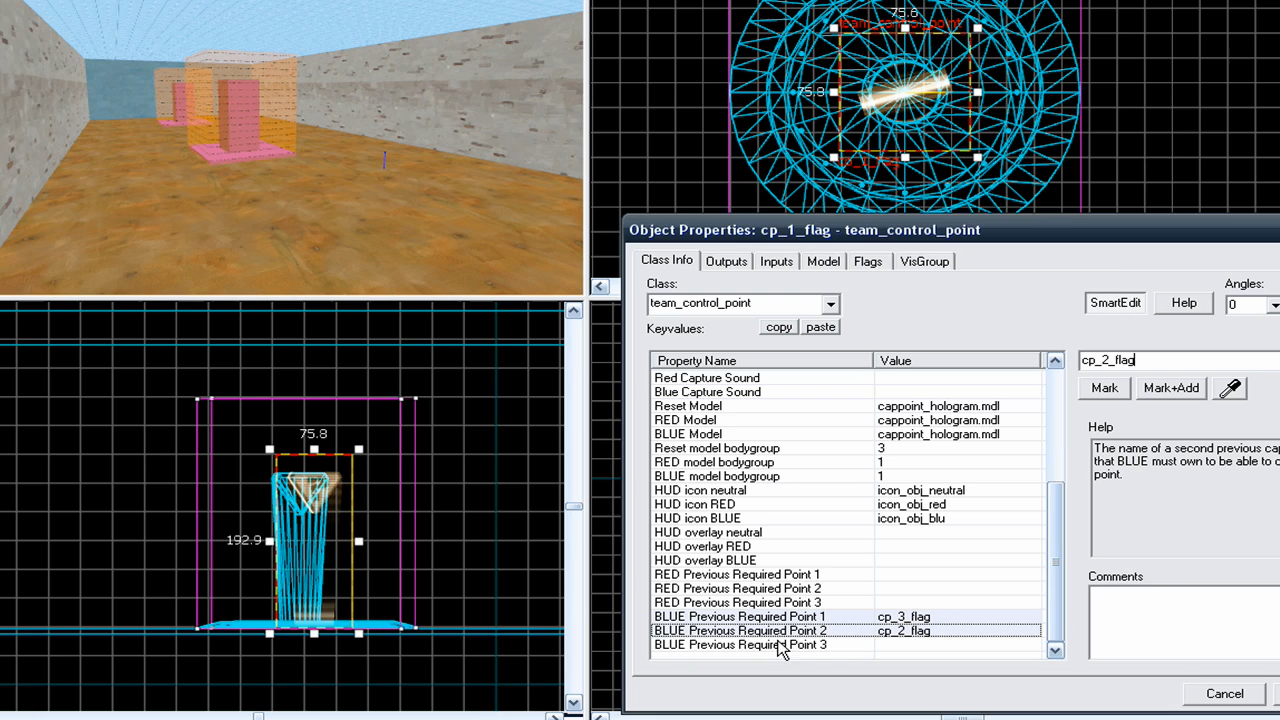 75.8
team_control_point
75.8
Object Properties: cp_1_flag - team_control_point
Class Info Outputs Inputs Model Flags VisGroup
Class: Angles:
team_control_point SmartEdit Help 0
Keyvalues: copy paste
Property Name Value cp_2_flag
Red Capture Sound
Blue Capture Sound Mark Mark+Add
Reset Model cappoint_hologram.mdl
RED Model cappoint_hologram.mdl
BLUE Model cappoint_hologram.mdl Help
Reset model bodygroup 3 The name of a second previous ca
RED model bodygroup 1 that BLUE must own to be able to c
BLUE model bodygroup 1 point.
HUD icon neutral icon_obj_neutral
HUD icon RED icon_obj_red
HUD icon BLUE icon_obj_blu
HUD overlay neutral
HUD overlay RED
HUD overlay BLUE
RED Previous Required Point 1 Comments
RED Previous Required Point 2
RED Previous Required Point 3
BLUE Previous Required Point 1 cp_3_flag
BLUE Previous Required Point 2 cp_2_flag
BLUE Previous Required Point 3
Cancel
75.8
192.9